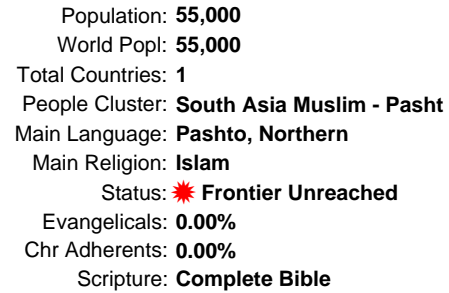 Population: 55,000
World Popl: 55,000
Total Countries: 1
People Cluster: South Asia Muslim - Pasht
Main Language: Pashto, Northern
Main Religion: Islam
Status: Frontier Unreached
Evangelicals: 0.00%
Chr Adherents: 0.00%
Scripture: Complete Bible